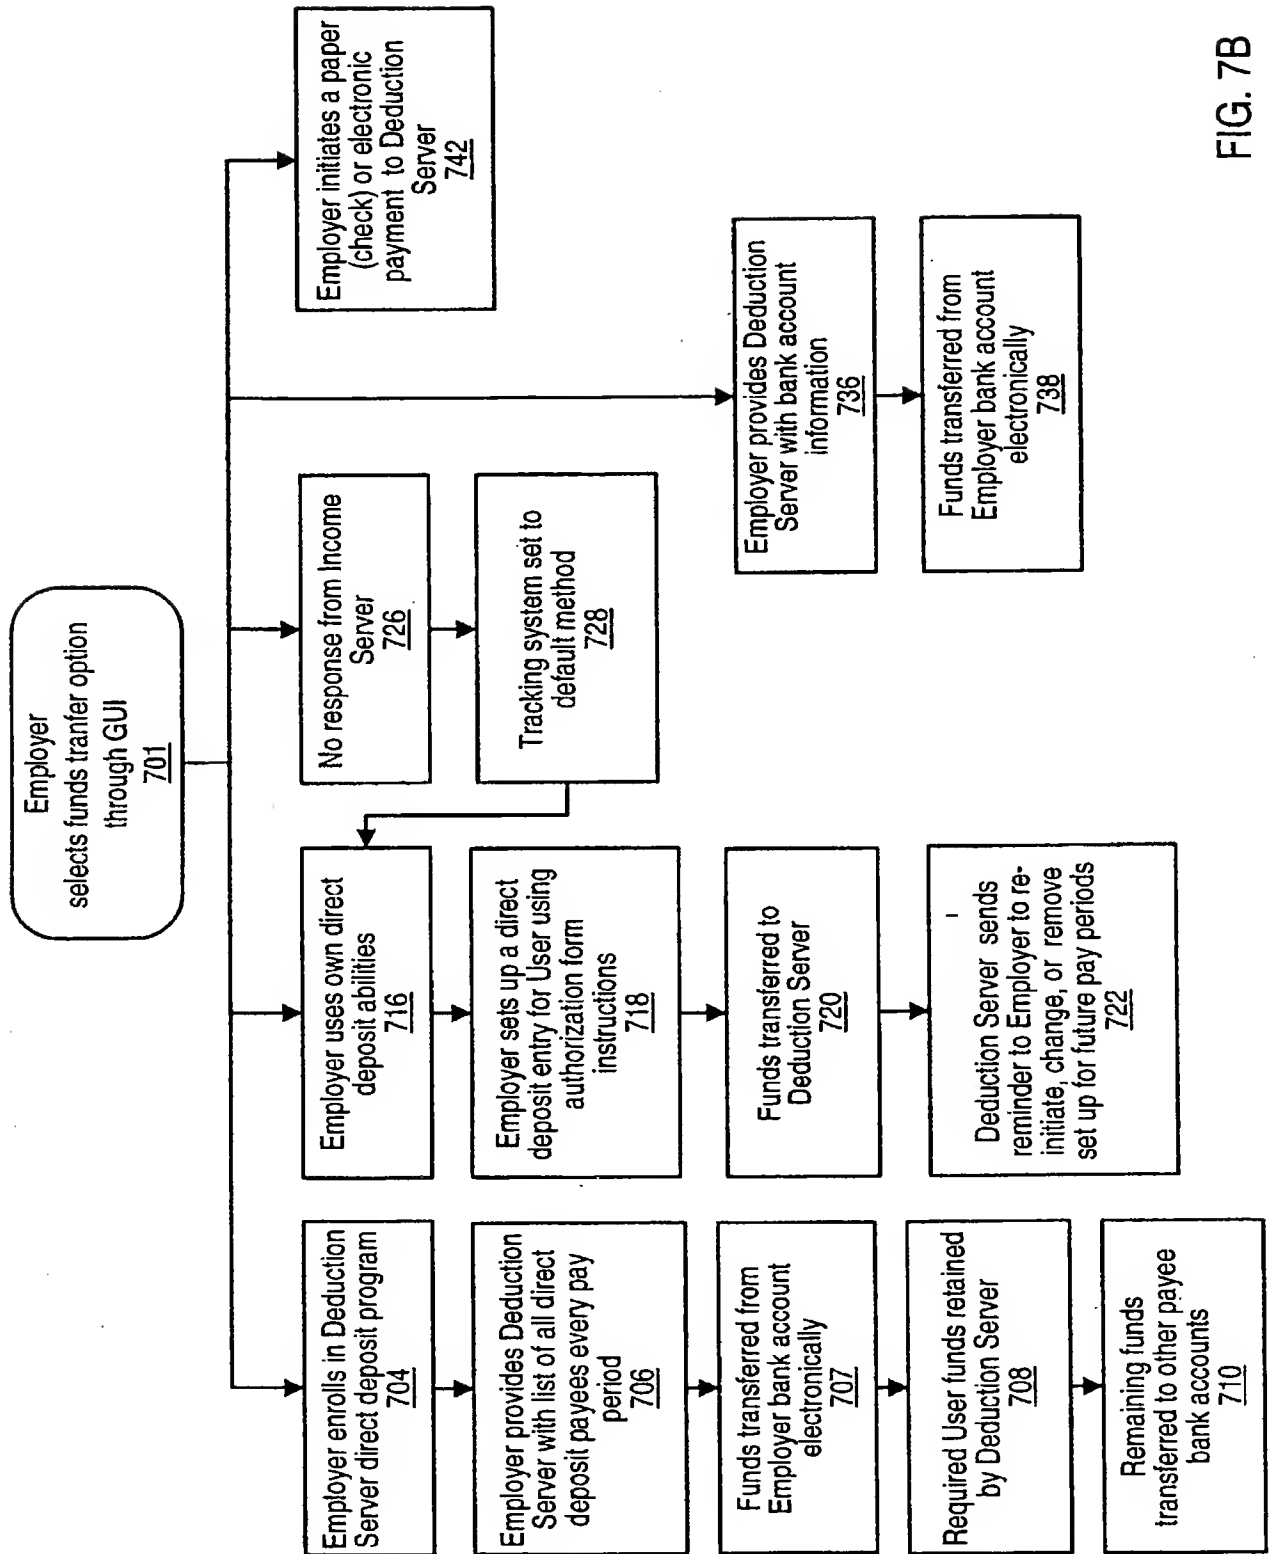 Employer
selects funds tranfer option
through GUI
701
Employer enrolls in Deduction
Server direct deposit program
704
Employer provides Deduction
Server with list of all direct
deposit payees every pay
period
706
Funds transferred from
Employer bank account
electronically
707
Required User funds retained
by Deduction Server
708
Remaining funds
transferred to other payee
bank accounts
710
Employer uses own direct
deposit abilities
716
Employer sets up a direct
deposit entry for User using
authorization form
instructions
718
Funds transferred to
Deduction Server
720
Deduction Server sends
reminder to Employer to re-
initiate, change, or remove
set up for future pay periods
722
No response from Income
Server
726
Tracking system set to
default method
728
Employer provides Deduction
Server with bank account
information
736
Funds transferred from
Employer bank account
electronically
738
Employer initiates a paper
(check) or electronic
payment to Deduction
Server
742
FIG. 7B